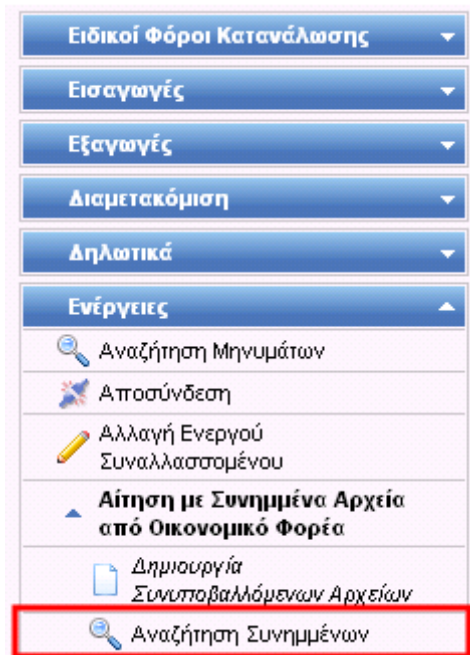 Ειδικοί Φόροι Κατανάλωσης
Εισαγωγές
Εξαγωγές
Διαμετακόμιση
Δηλωτικά
Ενέργειες
Αναζήτηση Μηνυμάτων
Αποσύνδεση
Αλλαγή Ενεργού
Συναλλασσομένου
Αίτηση με Συνημμένα Αρχεία
από Οικονομικό Φορέα
Δημιουργία
Συνυποβαλλόμενων Αρχείων
Αναζήτηση Συνημμένων